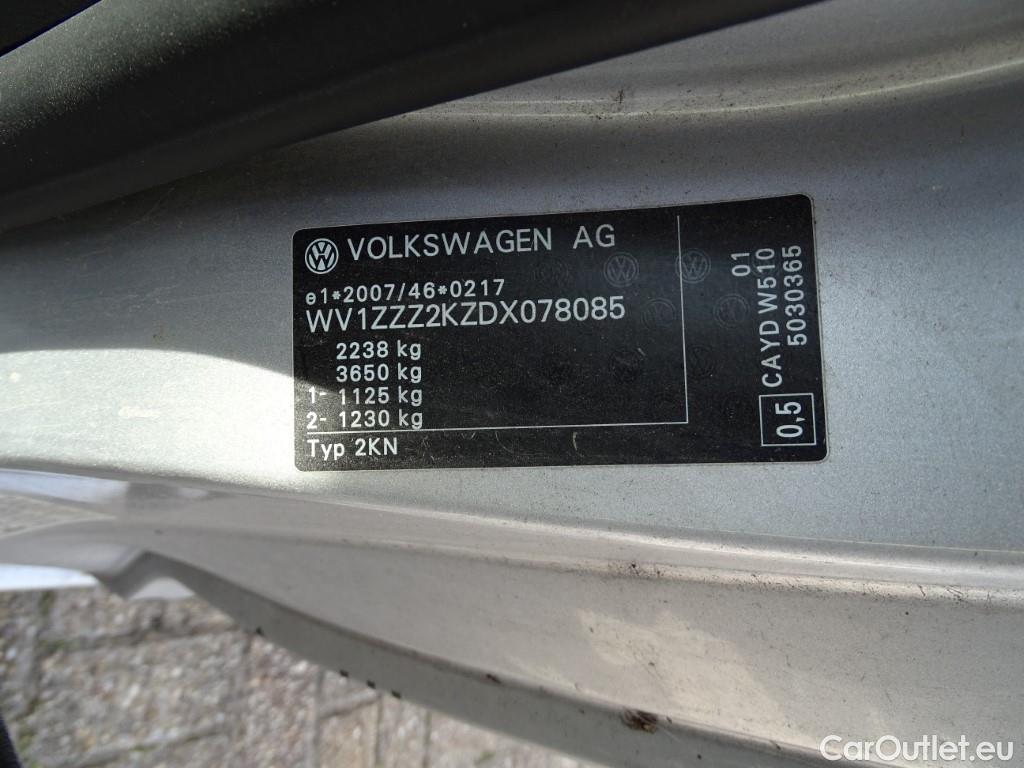 VOLKSWAGEN AG
e1*2007/46*0217
WV1ZZZ2KZDX078085
2238 kg
3650 kg
1- 1125 kg
2- 1230 kg
Typ 2KN
01
CAYD W510
5030365
0,5
CarOutlet.eu